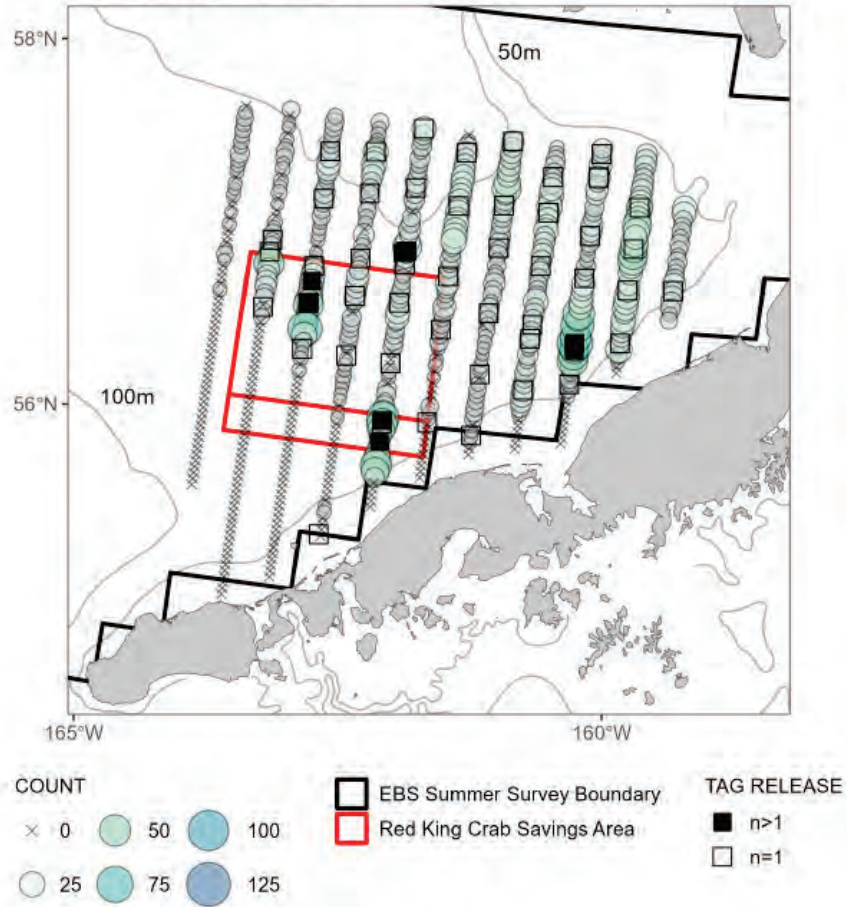 58°N
50m
56°N
100m
165°W 160°W
COUNT
× 0 50 100
25 75 125
EBS Summer Survey Boundary
Red King Crab Savings Area
TAG RELEASE
n>1
n=1